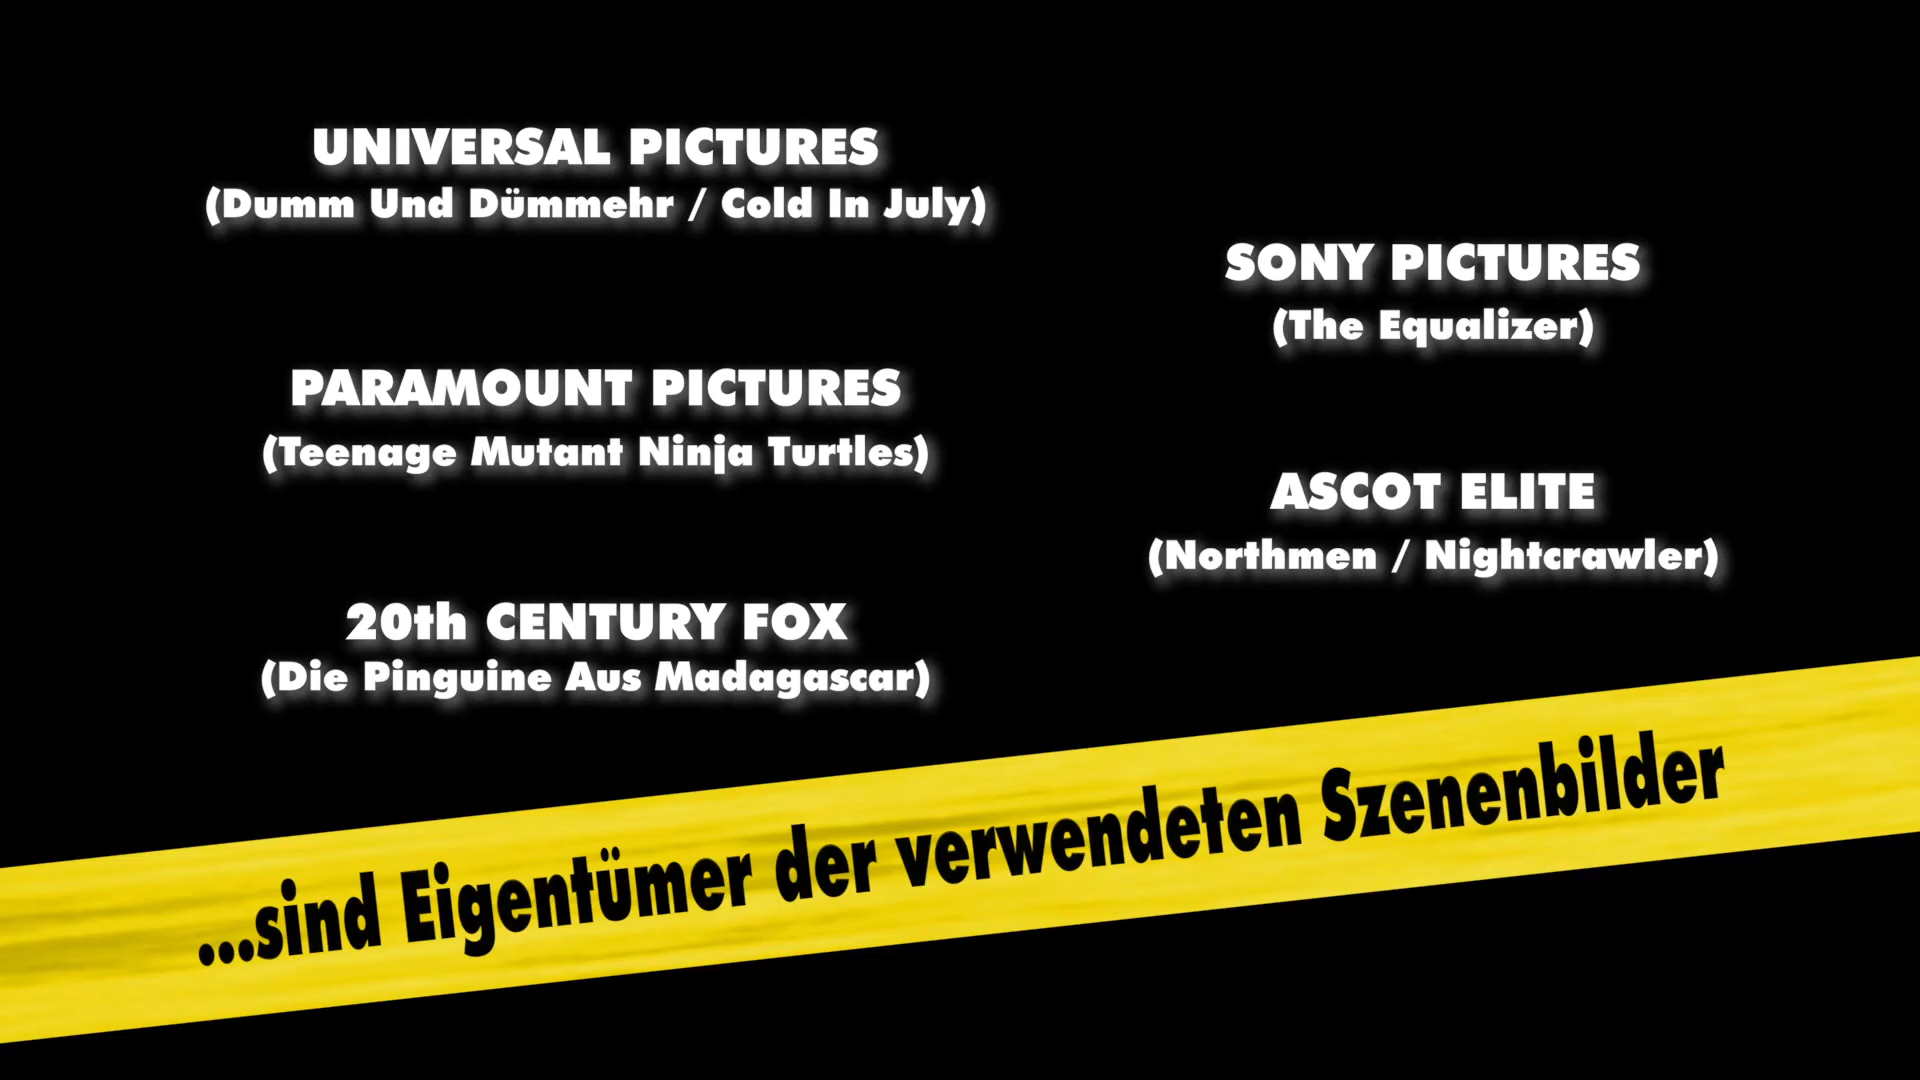 UNIVERSAL PICTURES
(Dumm Und Dümmehr / Cold In July)
PARAMOUNT PICTURES
(Teenage Mutant Ninja Turtles)
20th CENTURY FOX
(Die Pinguine Aus Madagascar)
SONY PICTURES
(The Equalizer)
ASCOT ELITE
(Northmen / Nightcrawler)
...sind Eigentümer der verwendeten Szenenbilder